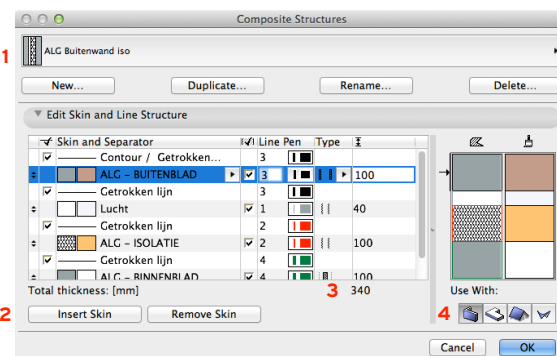 Composite Structures
1
ALG Buitenwand iso
New... Duplicate... Rename... Delete...
Edit Skin and Line Structure
Skin and Separator Line Pen Type
Contour / Getrokken... 3
ALG - BUITENBLAD 3 100
Getrokken lijn 3
Lucht 1 40
Getrokken lijn 2
ALG - ISOLATIE 2 100
Getrokken lijn 4
ALG - BINNENBLAD 4 100
Total thickness: [mm] 3 340
Use With:
2 Insert Skin Remove Skin 4
Cancel OK